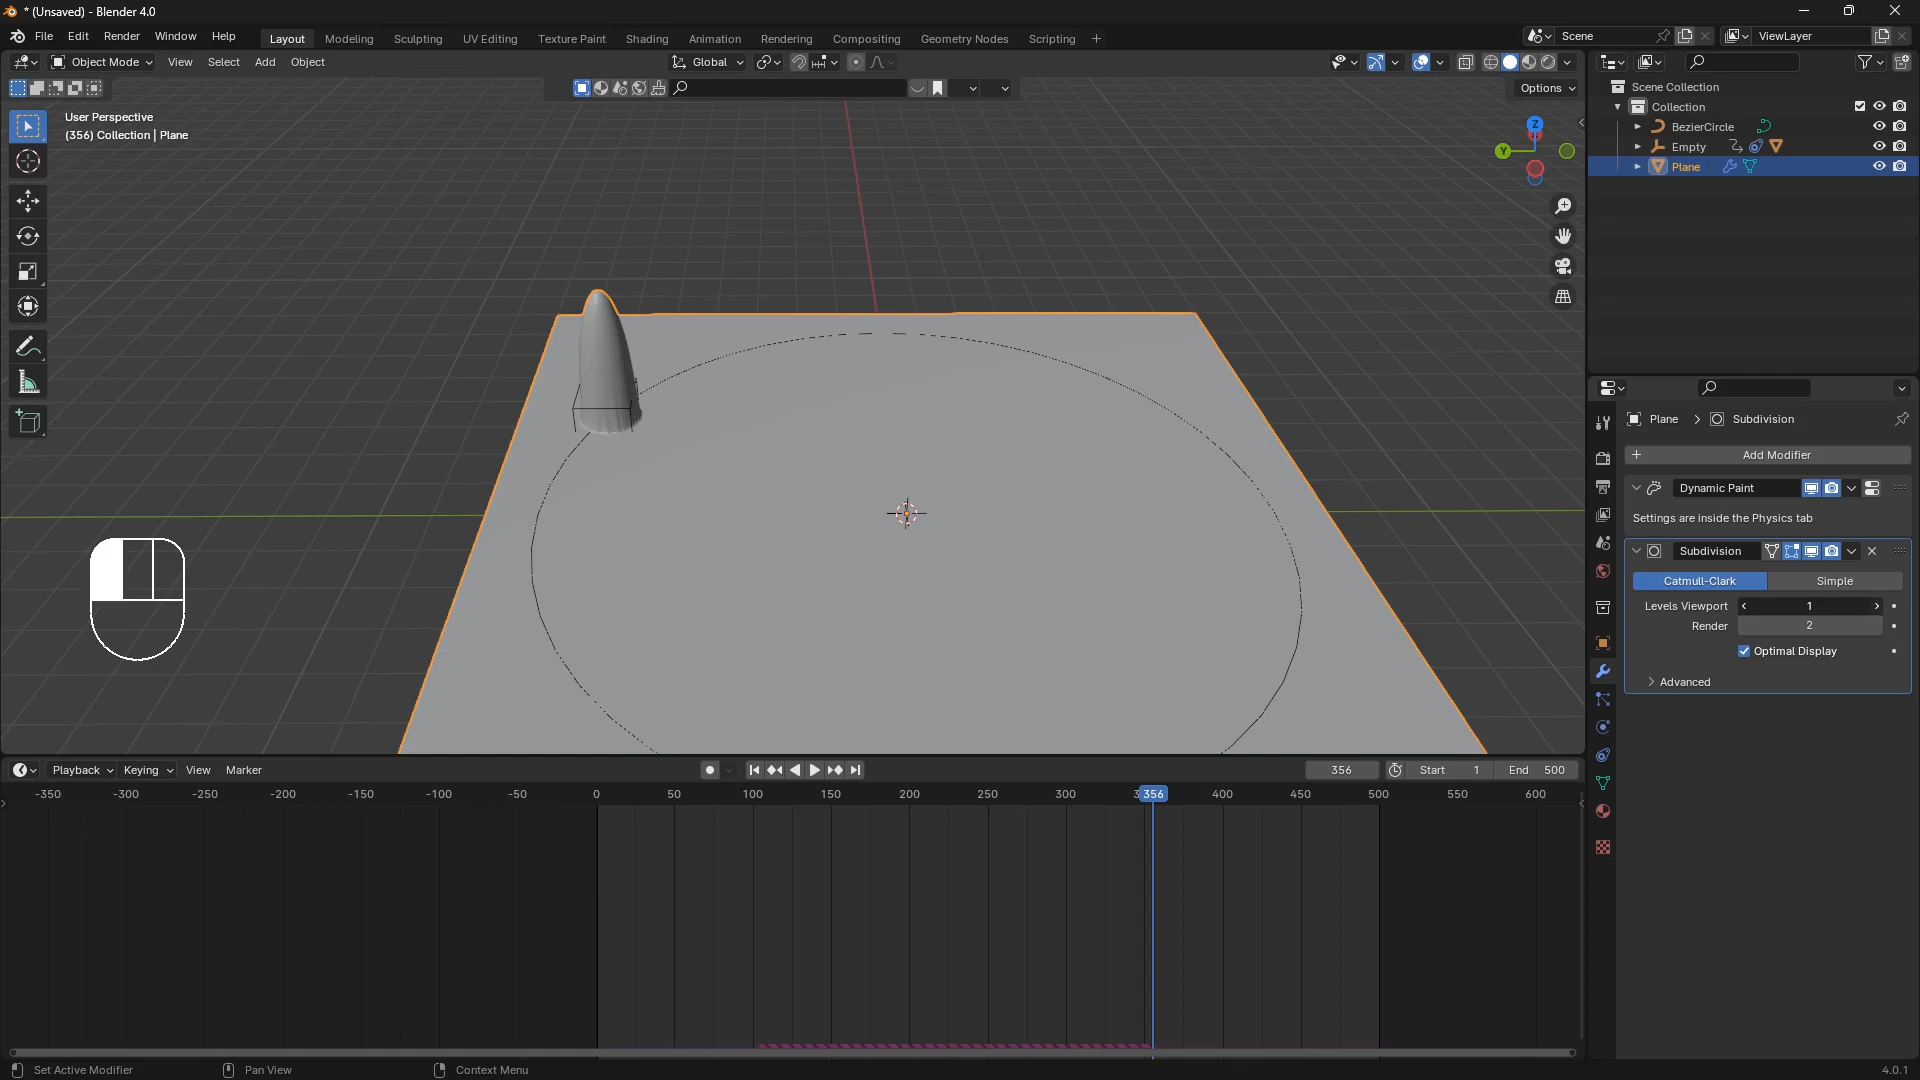 * (Unsaved) - Blender 4.0
File Edit Render Window Help Layout Modeling Sculpting UV Editing Texture Paint Shading Animation Rendering Compositing Geometry Nodes Scripting + Scene ViewLayer
Object Mode View Select Add Object Global
Options
User Perspective
(356) Collection | Plane
Z
Y
Scene Collection
Collection
BezierCircle
Empty
Plane
Plane > Subdivision
+ Add Modifier
Dynamic Paint
Settings are inside the Physics tab
Subdivision
Catmull-Clark Simple
Levels Viewport 1
Render 2
Optimal Display
Advanced
Playback Keying View Marker 356 Start 1 End 500
-350 -300 -250 -200 -150 -100 -50 0 50 100 150 200 250 300 356 400 450 500 550 600
Set Active Modifier Pan View Context Menu 4.0.1